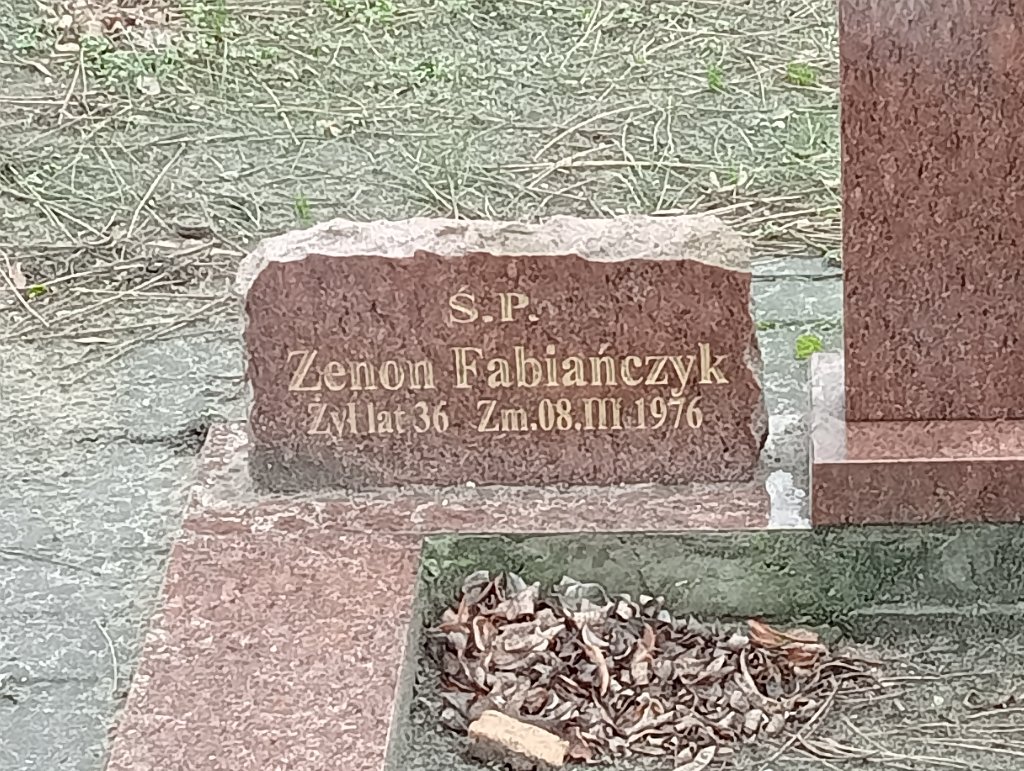 Ś.P.
Zenon Fabiańczyk
Żył lat 36 Zm.08.III 1976